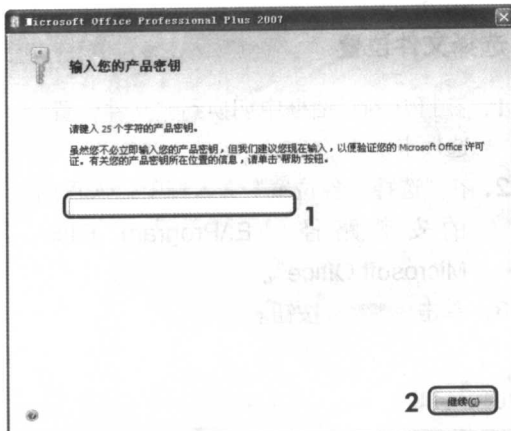 Microsoft Office Professional Plus 2007
输入您的产品密钥
请键入 25 个字符的产品密钥。
虽然您不必立即输入您的产品密钥，但我们建议您现在输入，以便验证您的 Microsoft Office 许可
证。有关您的产品密钥所在位置的信息，请单击“帮助”按钮。
1
2 继续(C)